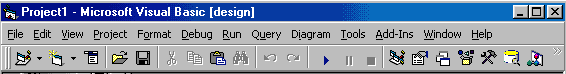 Project1 - Microsoft Visual Basic [design]
File Edit View Project Format Debug Run Query Diagram Tools Add-Ins Window Help